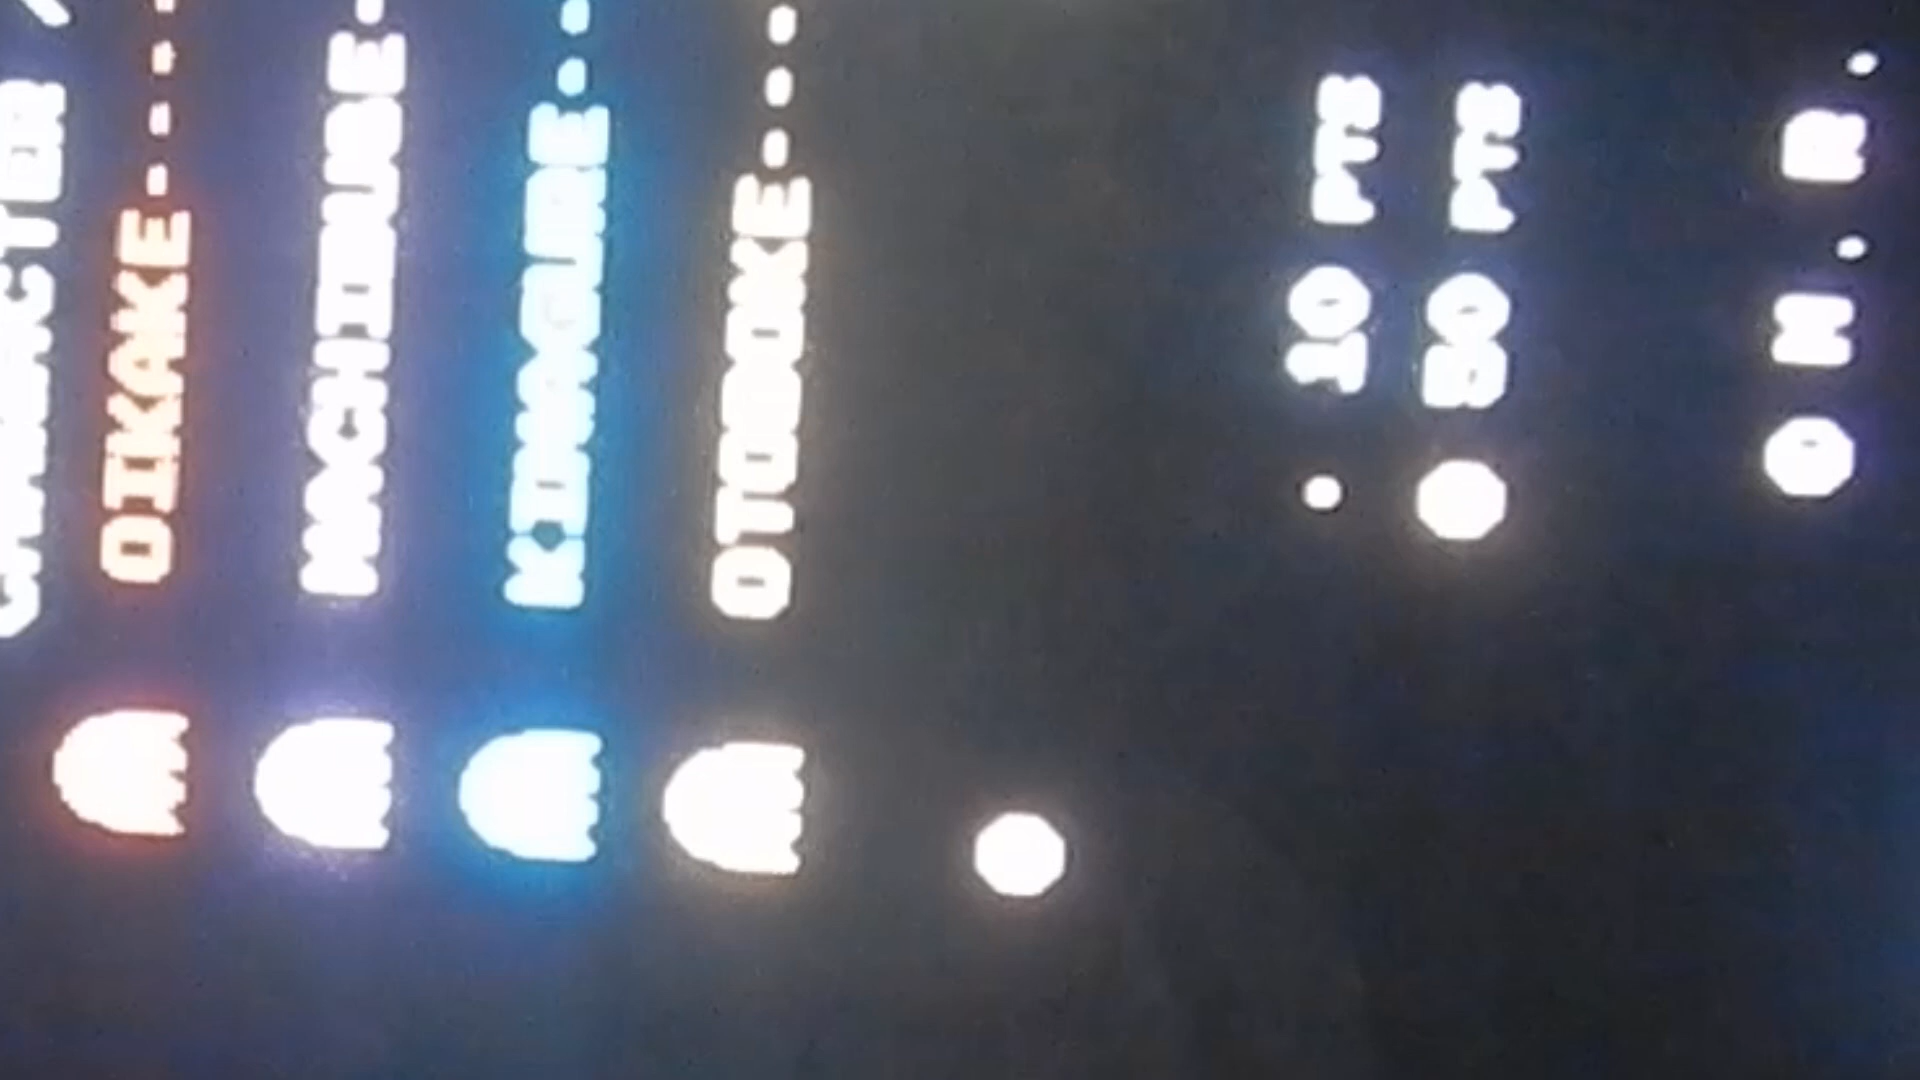 CHARACTER /
OIKAKE----
MACHIBUSE-
KIMAGURE--
OTOBOKE---
10 PTS
50 PTS